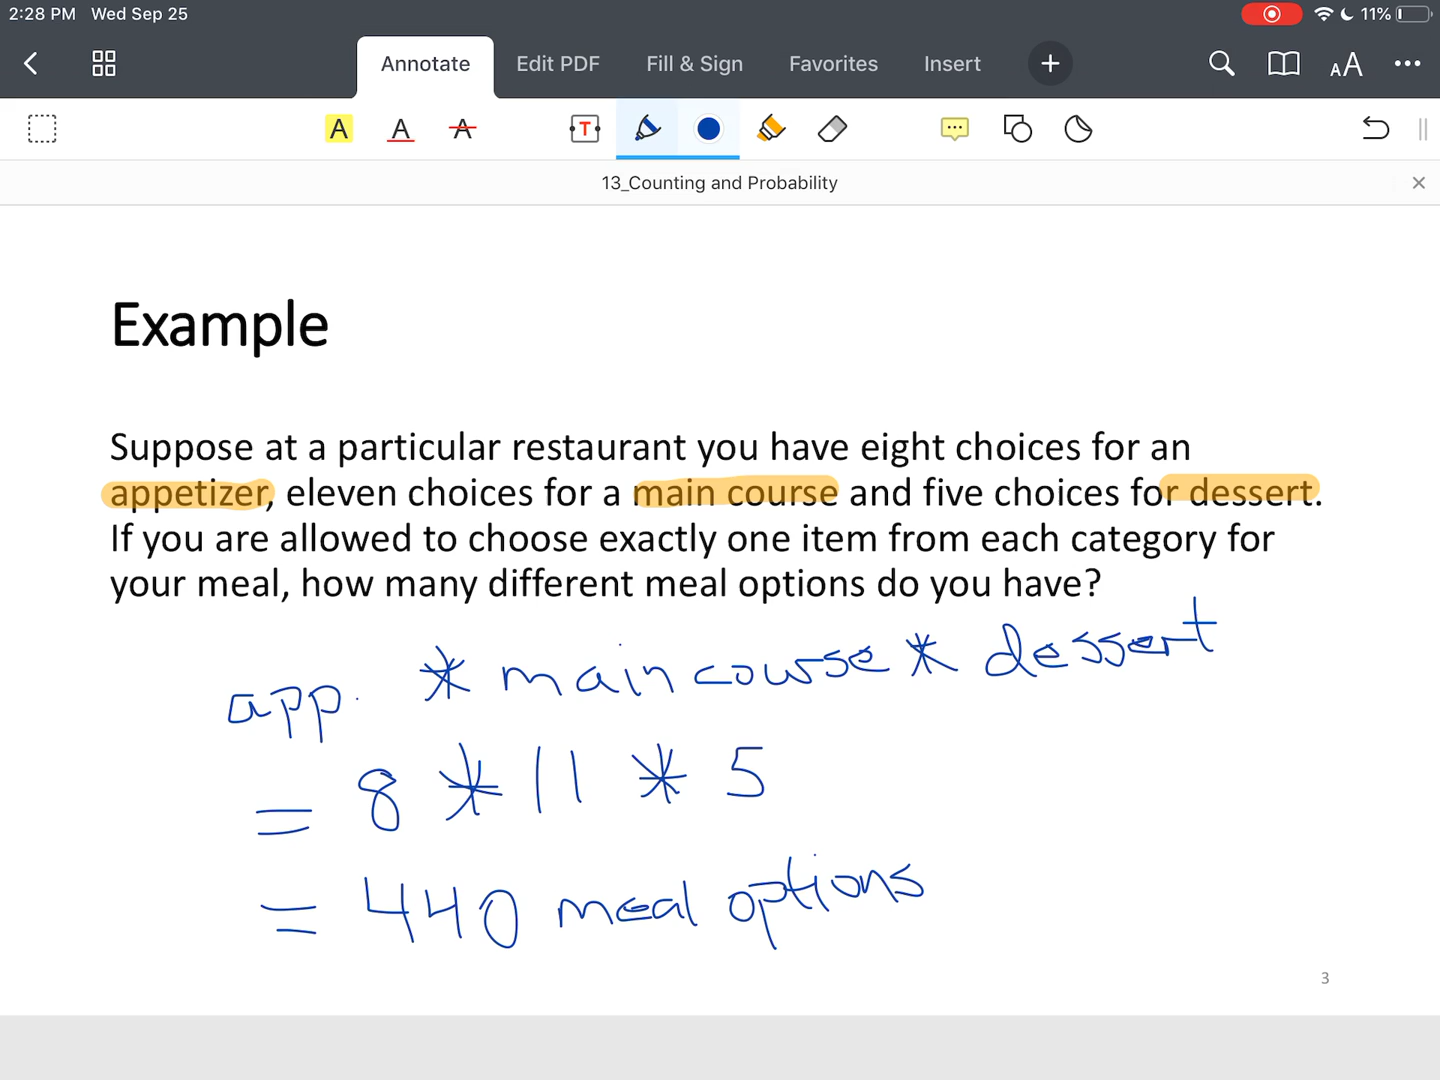 2:28 PM Wed Sep 25 11%
Annotate Edit PDF Fill & Sign Favorites Insert + AA
A A A T
13_Counting and Probability
Example
Suppose at a particular restaurant you have eight choices for an
appetizer, eleven choices for a main course and five choices for dessert.
If you are allowed to choose exactly one item from each category for
your meal, how many different meal options do you have?
app. * main course * dessert
= 8 * 11 * 5
= 440 meal options
3